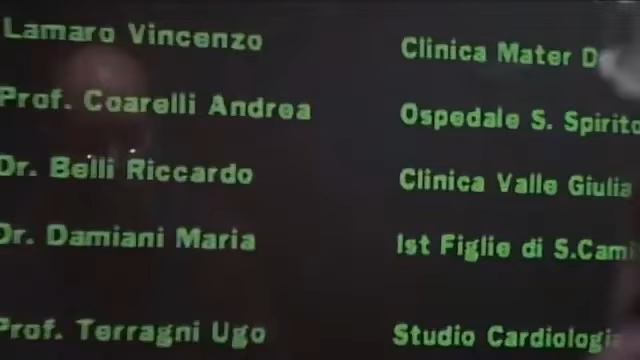 Lamaro Vincenzo Clinica Mater D
Prof. Coarelli Andrea Ospedale S. Spirito
Dr. Belli Riccardo Clinica Valle Giulia
Dr. Damiani Maria Ist Figlie di S.Cami
Prof. Terragni Ugo Studio Cardiologi